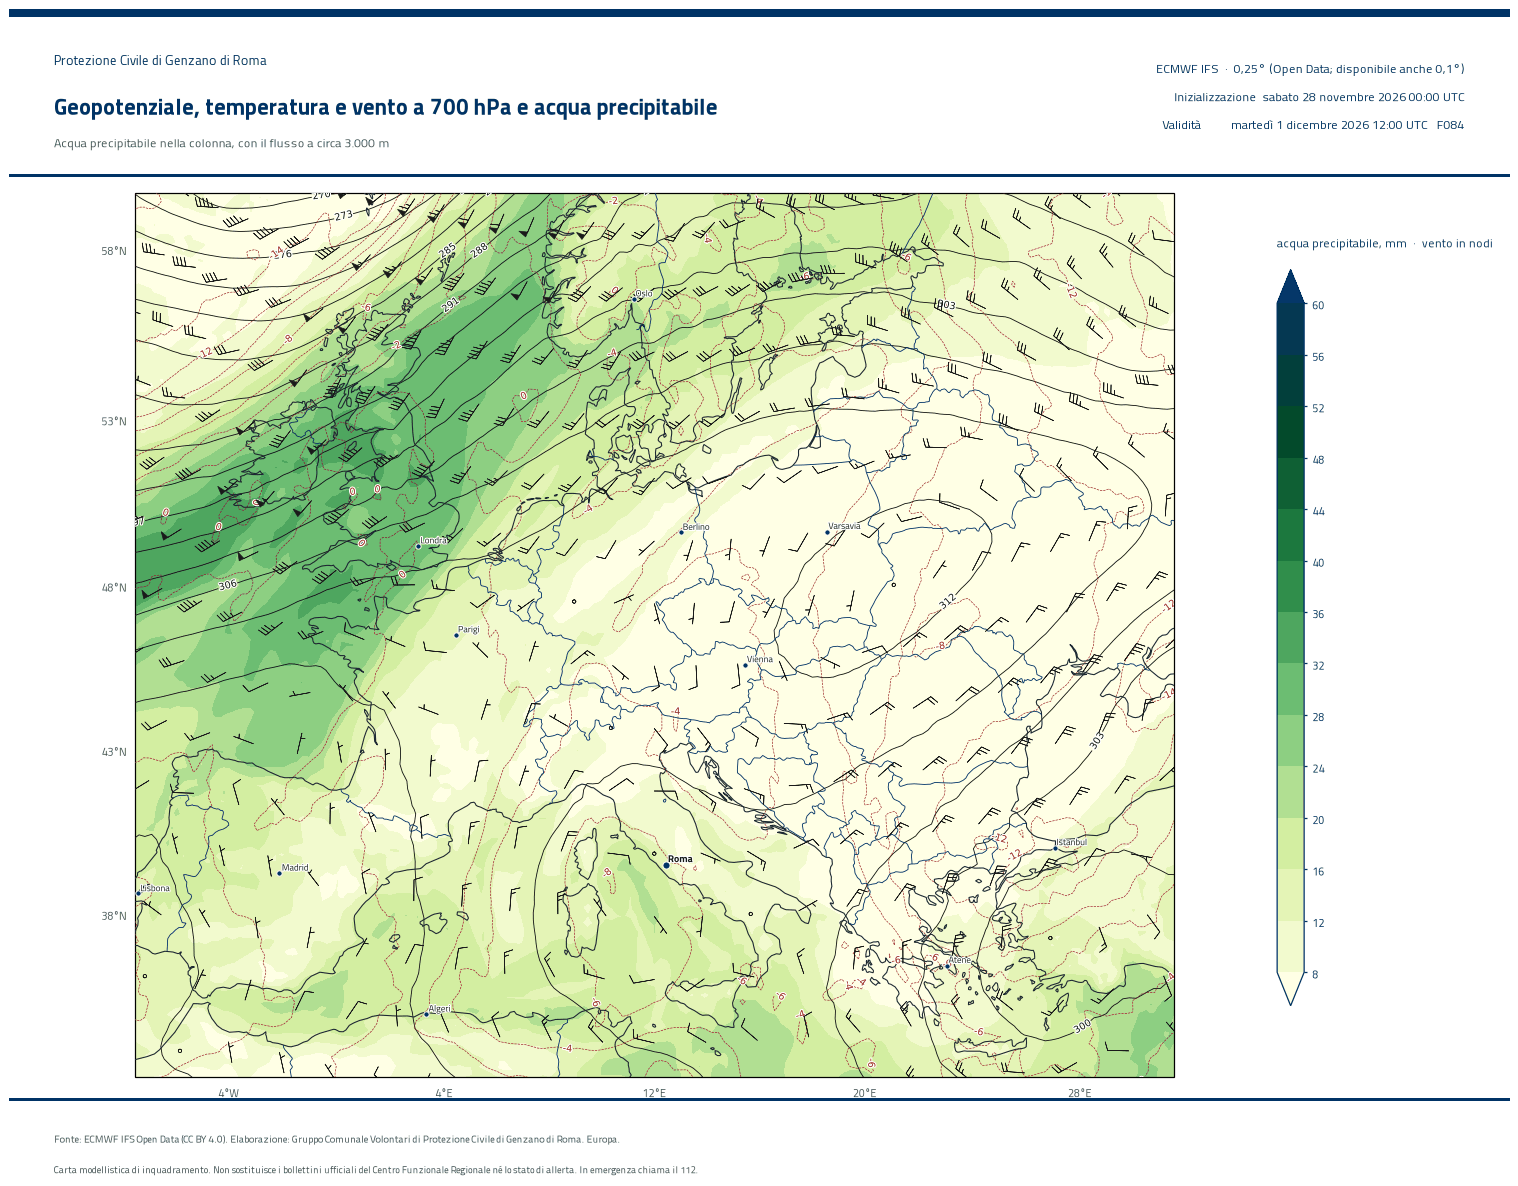 Protezione Civile di Genzano di Roma
Geopotenziale, temperatura e vento a 700 hPa e acqua precipitabile
Acqua precipitabile nella colonna, con il flusso a circa 3.000 m
ECMWF IFS · 0,25° (Open Data; disponibile anche 0,1°)
Inizializzazione sabato 28 novembre 2026 00:00 UTC
Validità martedì 1 dicembre 2026 12:00 UTC F084
acqua precipitabile, mm · vento in nodi
60
56
52
48
44
40
36
32
28
24
20
16
12
8
58°N
53°N
48°N
43°N
38°N
4°W
4°E
12°E
20°E
28°E
Oslo
Londra
Berlino
Varsavia
Parigi
Vienna
Roma
Madrid
Lisbona
Algeri
Istanbul
Atene
273
285
288
291
303
306
312
303
300
Fonte: ECMWF IFS Open Data (CC BY 4.0). Elaborazione: Gruppo Comunale Volontari di Protezione Civile di Genzano di Roma. Europa.
Carta modellistica di inquadramento. Non sostituisce i bollettini ufficiali del Centro Funzionale Regionale né lo stato di allerta. In emergenza chiama il 112.